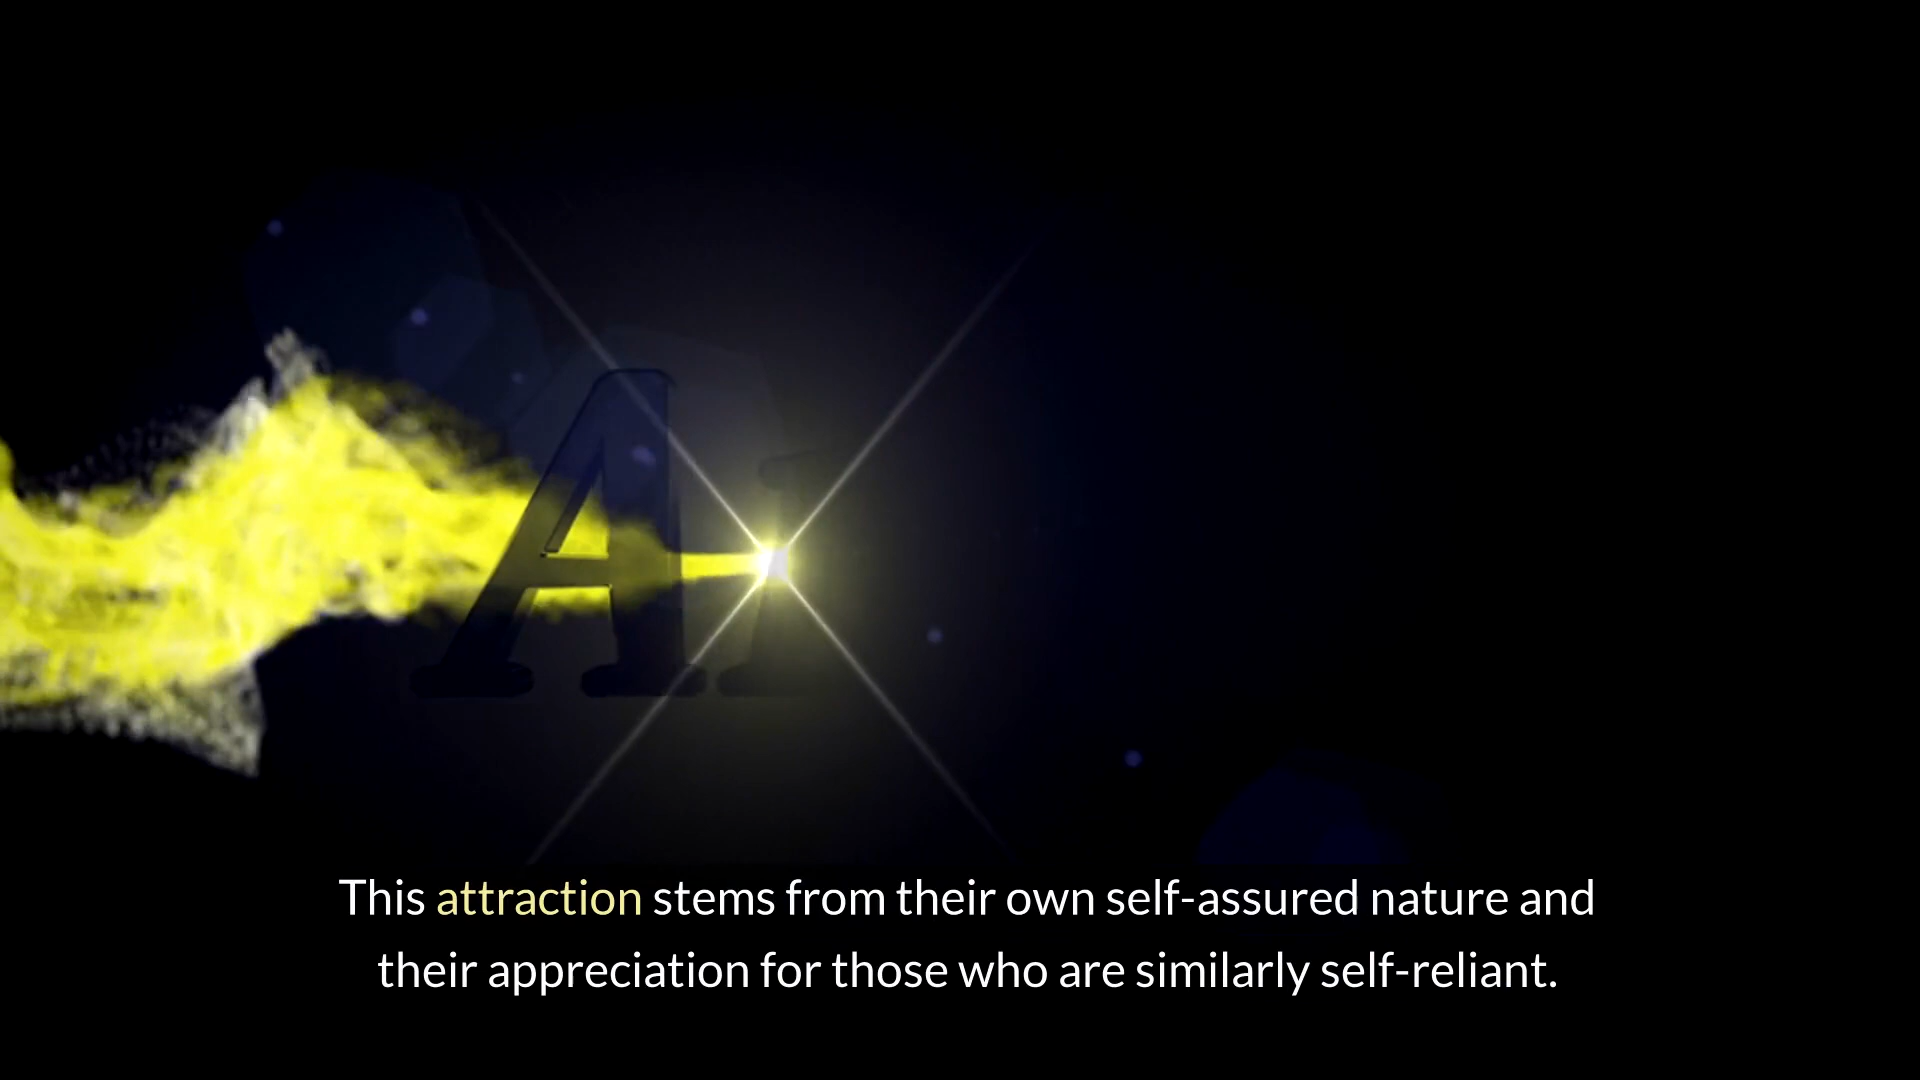 A
This attraction stems from their own self-assured nature and
their appreciation for those who are similarly self-reliant.